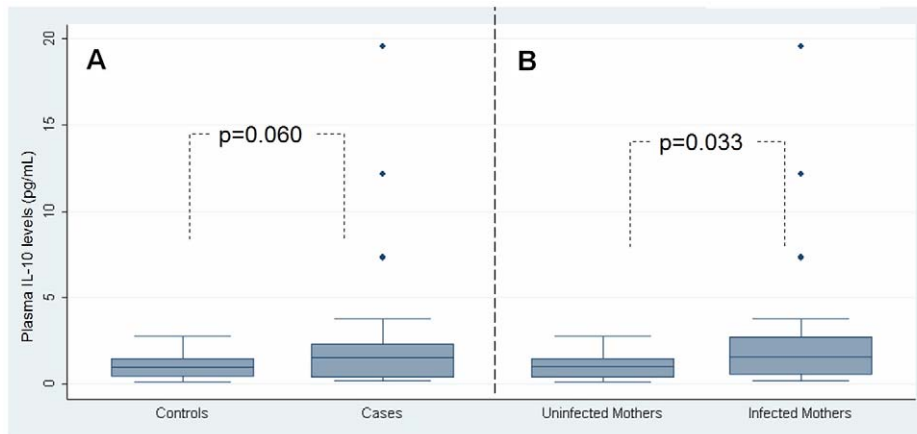 A
B
p=0.060
p=0.033
Plasma IL-10 levels (pg/mL)
20
15
10
5
0
Controls
Cases
Uninfected Mothers
Infected Mothers